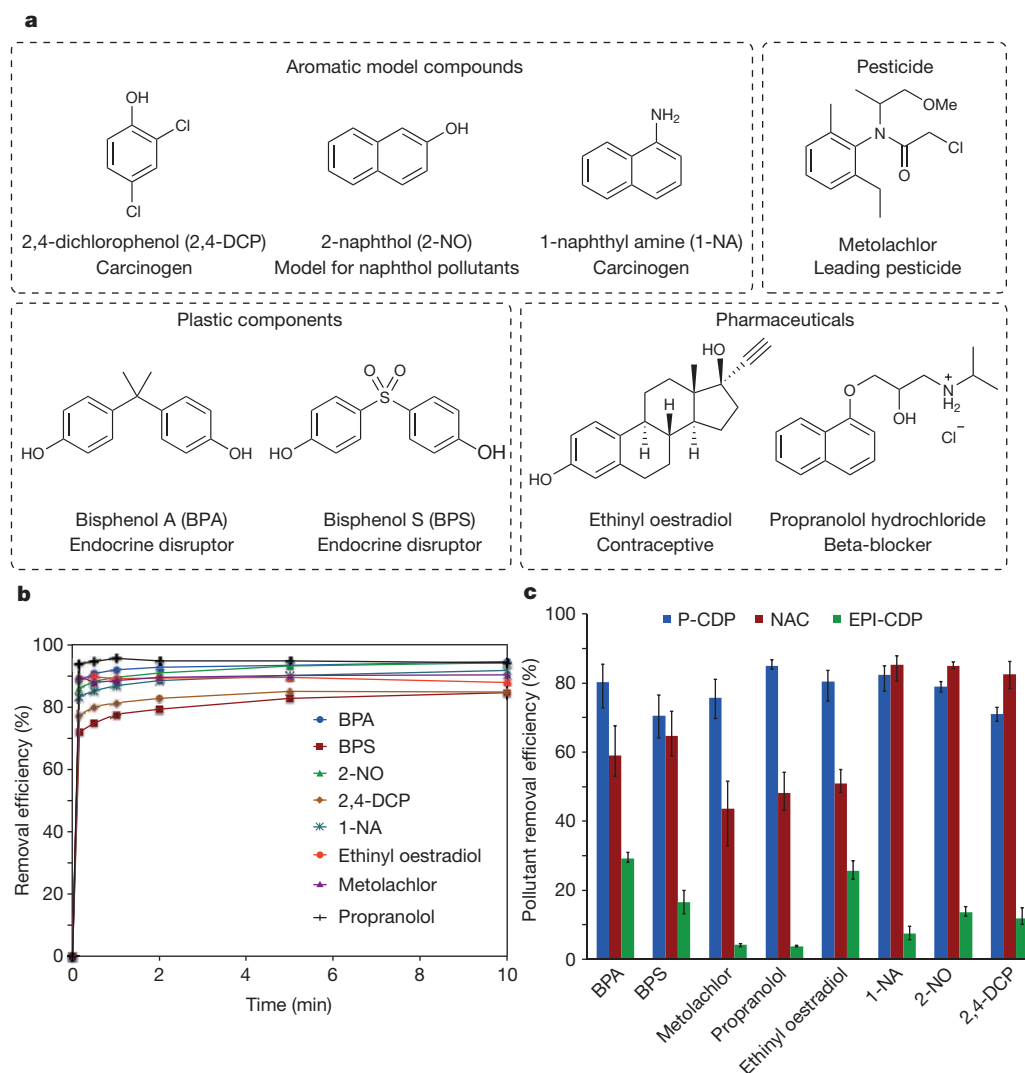 a
Aromatic model compounds
OH
Cl
Cl
OH
NH2
2,4-dichlorophenol (2,4-DCP)
Carcinogen
2-naphthol (2-NO)
Model for naphthol pollutants
1-naphthyl amine (1-NA)
Carcinogen
Pesticide
OMe
N
Cl
O
Metolachlor
Leading pesticide
Plastic components
HO
OH
O
O
S
HO
OH
Bisphenol A (BPA)
Endocrine disruptor
Bisphenol S (BPS)
Endocrine disruptor
Pharmaceuticals
HO
H
H
H
HO
O
OH
+
N
H2
Cl−
Ethinyl oestradiol
Contraceptive
Propranolol hydrochloride
Beta-blocker
b
Removal efficiency (%)
100
80
60
40
20
0
0
2
4
6
8
10
Time (min)
BPA
BPS
2-NO
2,4-DCP
1-NA
Ethinyl oestradiol
Metolachlor
Propranolol
c
P-CDP
NAC
EPI-CDP
Pollutant removal efficiency (%)
100
80
60
40
20
0
BPA
BPS
Metolachlor
Propranolol
Ethinyl oestradiol
1-NA
2-NO
2,4-DCP